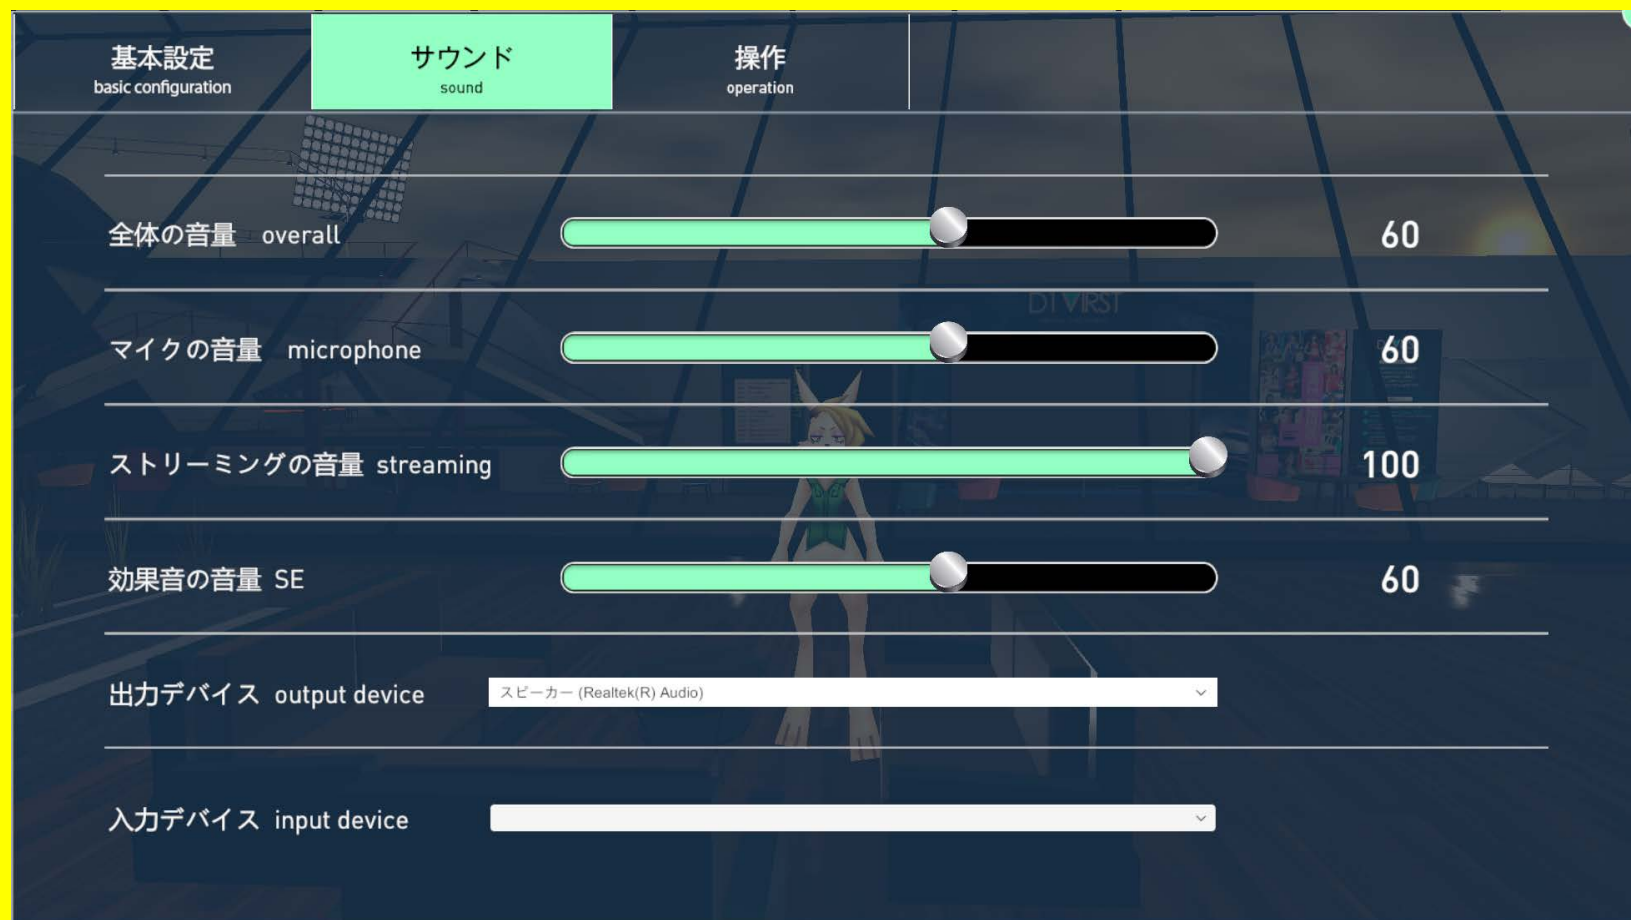 基本設定
basic configuration
サウンド
sound
操作
operation
全体の音量 overall
60
マイクの音量 microphone
60
ストリーミングの音量 streaming
100
効果音の音量 SE
60
出力デバイス output device
スピーカー (Realtek(R) Audio)
入力デバイス input device